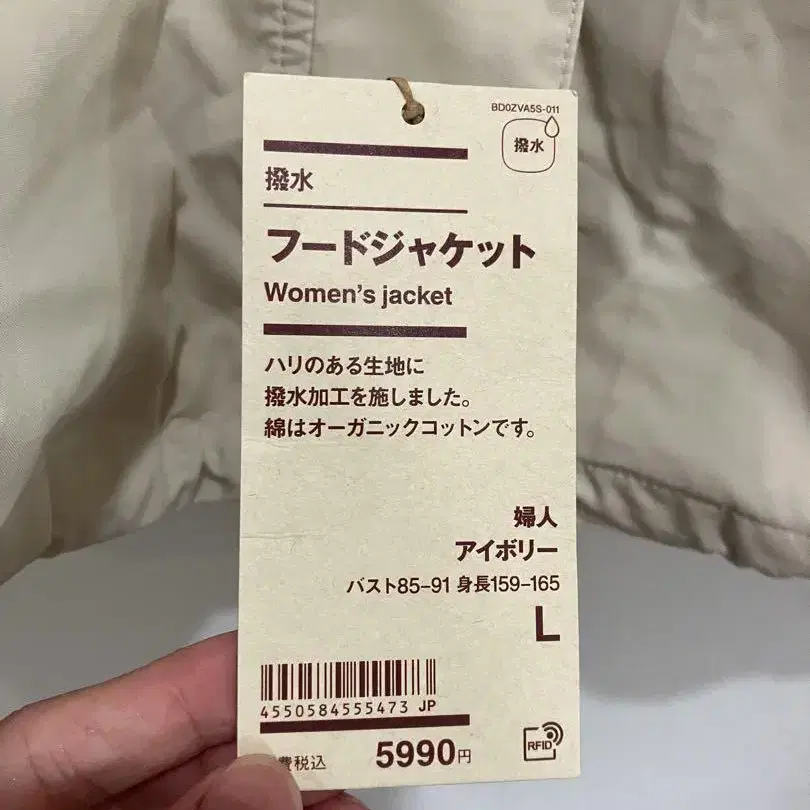 BD0ZVA5S-011
撥水
撥水
フードジャケット
Women's jacket
ハリのある生地に
撥水加工を施しました。
綿はオーガニックコットンです。
婦人
アイボリー
バスト85-91 身長159-165
L
4550584555473 JP
費税込 5990円
RFID